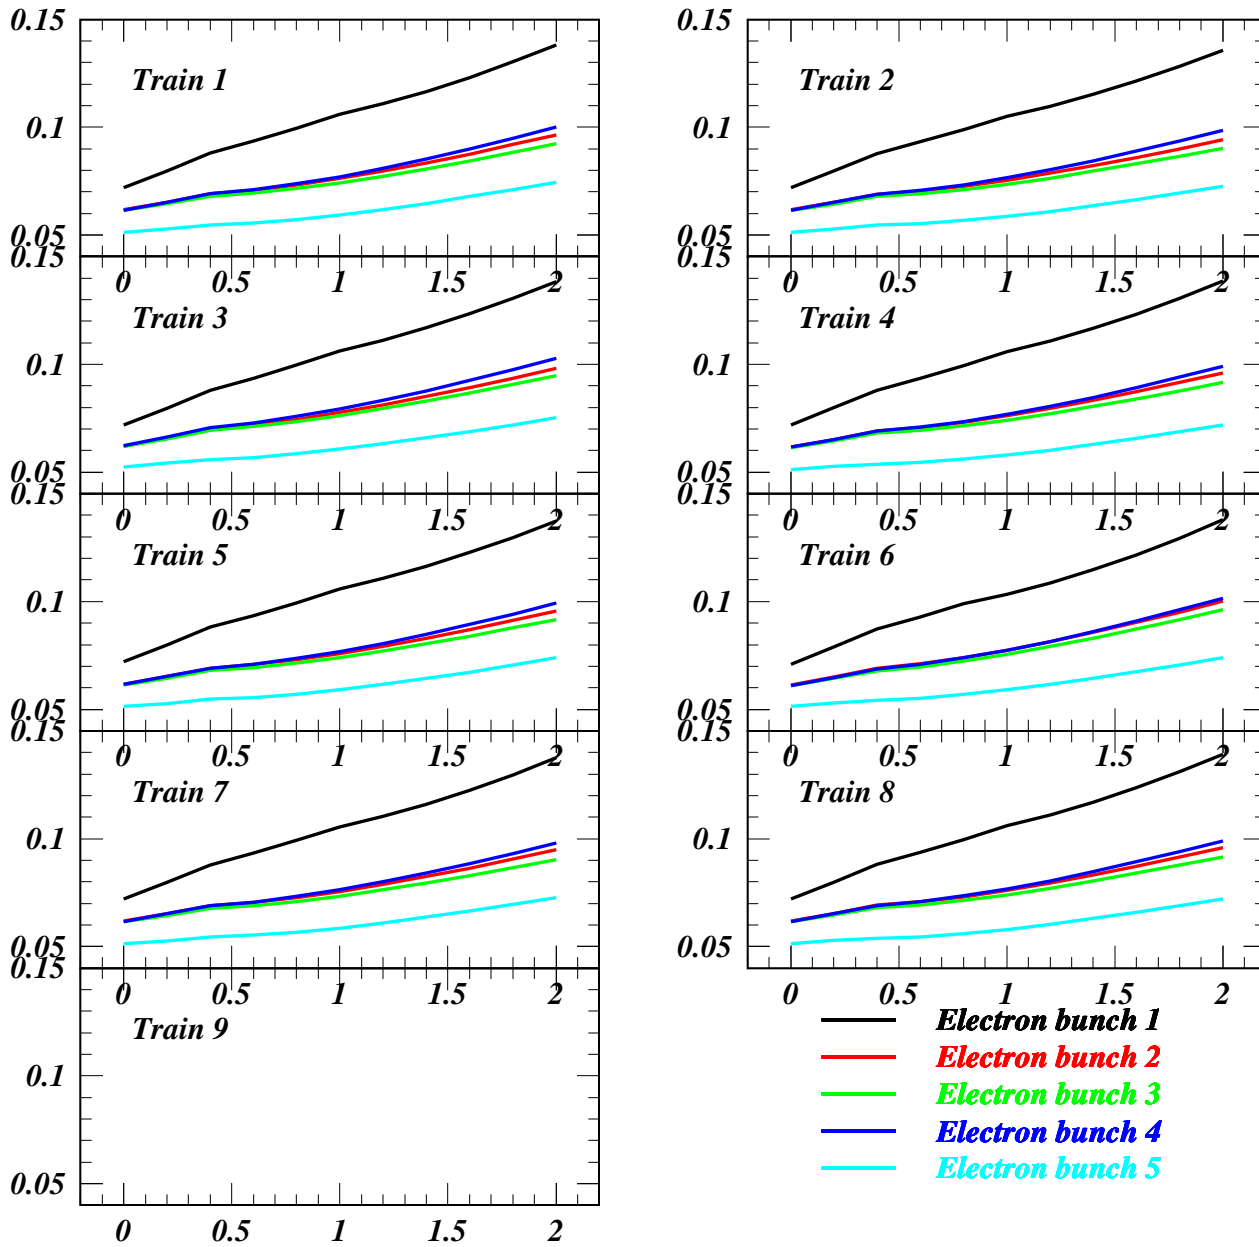 0.15 0.15
Train 1 Train 2
0.1 0.1
0.05 0.05
0.15 0.15
0 0.5 1 1.5 2 0 0.5 1 1.5 2
Train 3 Train 4
0.1 0.1
0.05 0.05
0.15 0.15
0 0.5 1 1.5 2 0 0.5 1 1.5 2
Train 5 Train 6
0.1 0.1
0.05 0.05
0.15 0.15
0 0.5 1 1.5 2 0 0.5 1 1.5 2
Train 7 Train 8
0.1 0.1
0.05 0.05
0.15
0 0.5 1 1.5 2 0 0.5 1 1.5 2
Train 9
0.1
0.05
0 0.5 1 1.5 2
Electron bunch 1
Electron bunch 2
Electron bunch 3
Electron bunch 4
Electron bunch 5